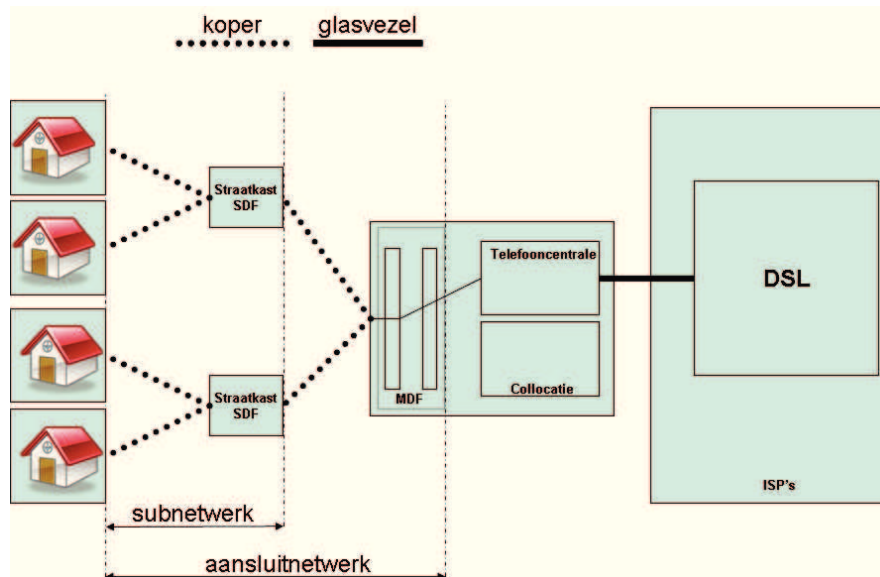 koper
glasvezel
Straatkast
SDF
Telefooncentrale
DSL
Straatkast
SDF
MDF
Collocatie
ISP's
subnetwerk
aansluitnetwerk